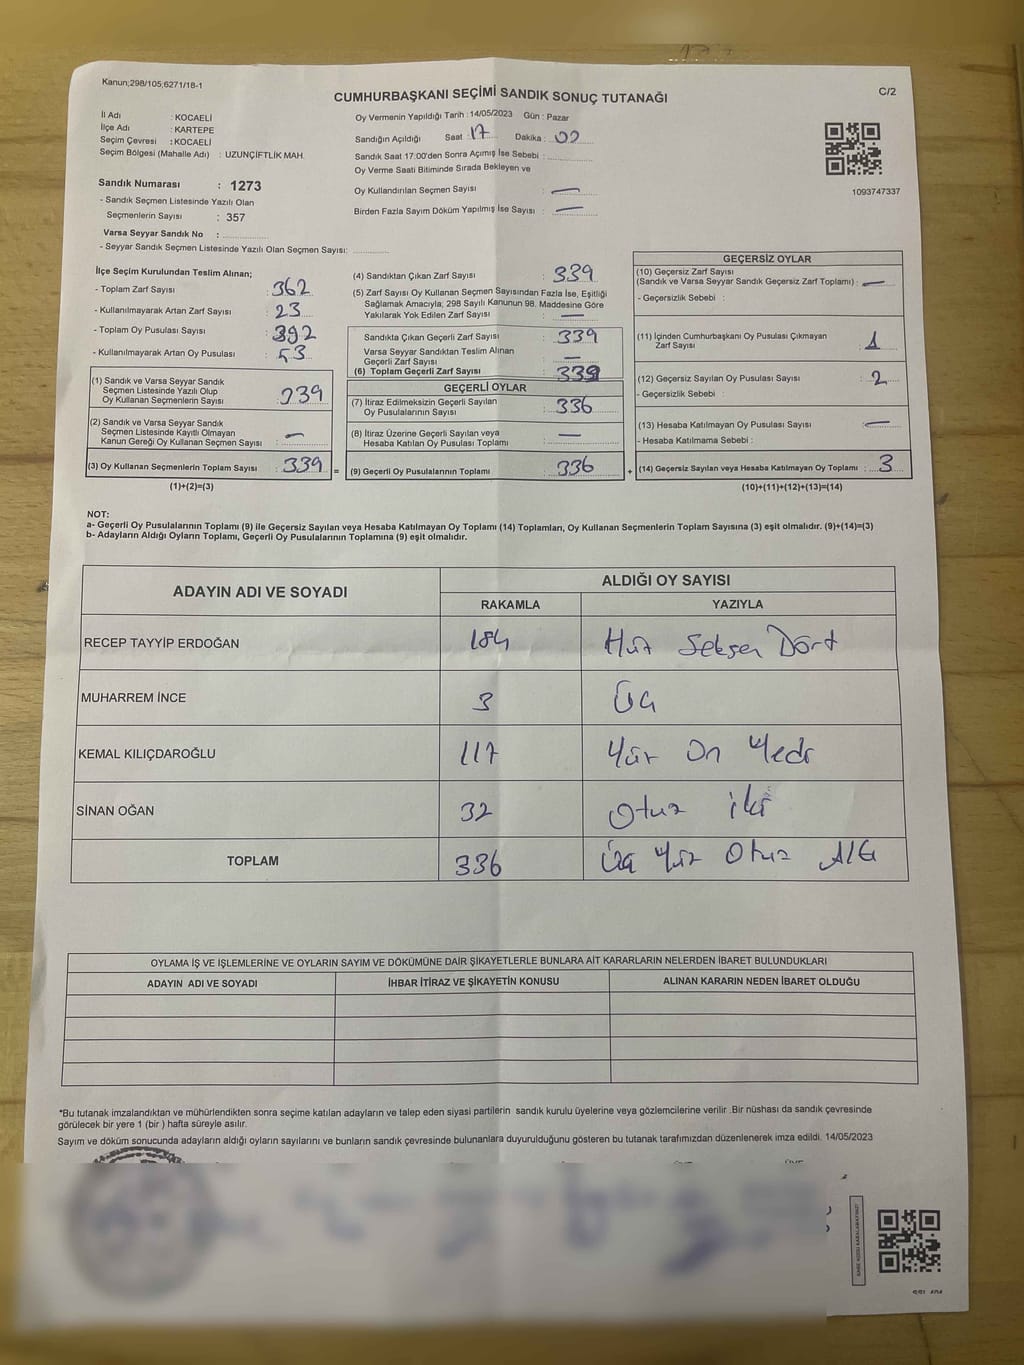 Kanun;298/105;6271/18-1
C/2
CUMHURBAŞKANI SEÇİMİ SANDIK SONUÇ TUTANAĞI
İl Adı : KOCAELİ
İlçe Adı : KARTEPE
Seçim Çevresi : KOCAELİ
Seçim Bölgesi (Mahalle Adı) : UZUNÇİFTLİK MAH.
Oy Vermenin Yapıldığı Tarih : 14/05/2023 Gün : Pazar
Sandığın Açıldığı Saat : 17 Dakika : 02
Sandık Saat 17:00'den Sonra Açımış İse Sebebi :
Oy Verme Saati Bitiminde Sırada Bekleyen ve
Oy Kullandırılan Seçmen Sayısı : —
Birden Fazla Sayım Döküm Yapılmış İse Sayısı : —
1093747337
Sandık Numarası : 1273
- Sandık Seçmen Listesinde Yazılı Olan
Seçmenlerin Sayısı : 357
Varsa Seyyar Sandık No :
- Seyyar Sandık Seçmen Listesinde Yazılı Olan Seçmen Sayısı:
İlçe Seçim Kurulundan Teslim Alınan;
- Toplam Zarf Sayısı : 362
- Kullanılmayarak Artan Zarf Sayısı : 23
- Toplam Oy Pusulası Sayısı : 392
- Kullanılmayarak Artan Oy Pusulası : 53
(1) Sandık ve Varsa Seyyar Sandık
Seçmen Listesinde Yazılı Olup
Oy Kullanan Seçmenlerin Sayısı : 339
(2) Sandık ve Varsa Seyyar Sandık
Seçmen Listesinde Kayıtlı Olmayan
Kanun Gereği Oy Kullanan Seçmen Sayısı : —
(3) Oy Kullanan Seçmenlerin Toplam Sayısı : 339 =
(1)+(2)=(3)
(4) Sandıktan Çıkan Zarf Sayısı : 339
(5) Zarf Sayısı Oy Kullanan Seçmen Sayısından Fazla İse, Eşitliği
Sağlamak Amacıyla; 298 Sayılı Kanunun 98. Maddesine Göre
Yakılarak Yok Edilen Zarf Sayısı : —
Sandıkta Çıkan Geçerli Zarf Sayısı : 339
Varsa Seyyar Sandıktan Teslim Alınan
Geçerli Zarf Sayısı : —
(6) Toplam Geçerli Zarf Sayısı : 339
GEÇERLİ OYLAR
(7) İtiraz Edilmeksizin Geçerli Sayılan
Oy Pusulalarının Sayısı : 336
(8) İtiraz Üzerine Geçerli Sayılan veya
Hesaba Katılan Oy Pusulası Toplamı : —
(9) Geçerli Oy Pusulalarının Toplamı : 336 +
GEÇERSİZ OYLAR
(10) Geçersiz Zarf Sayısı
(Sandık ve Varsa Seyyar Sandık Geçersiz Zarf Toplamı) : —
- Geçersizlik Sebebi :
(11) İçinden Cumhurbaşkanı Oy Pusulası Çıkmayan
Zarf Sayısı : 1
(12) Geçersiz Sayılan Oy Pusulası Sayısı : 2
- Geçersizlik Sebebi :
(13) Hesaba Katılmayan Oy Pusulası Sayısı : —
- Hesaba Katılmama Sebebi :
(14) Geçersiz Sayılan veya Hesaba Katılmayan Oy Toplamı : 3
(10)+(11)+(12)+(13)=(14)
NOT:
a- Geçerli Oy Pusulalarının Toplamı (9) ile Geçersiz Sayılan veya Hesaba Katılmayan Oy Toplamı (14) Toplamları, Oy Kullanan Seçmenlerin Toplam Sayısına (3) eşit olmalıdır. (9)+(14)=(3)
b- Adayların Aldığı Oyların Toplamı, Geçerli Oy Pusulalarının Toplamına (9) eşit olmalıdır.
ADAYIN ADI VE SOYADI ALDIĞI OY SAYISI
RAKAMLA YAZIYLA
RECEP TAYYİP ERDOĞAN 184 Yüz Seksen Dört
MUHARREM İNCE 3 Üç
KEMAL KILIÇDAROĞLU 117 Yüz On Yedi
SİNAN OĞAN 32 Otuz iki
TOPLAM 336 Üç Yüz Otuz Altı
OYLAMA İŞ VE İŞLEMLERİNE VE OYLARIN SAYIM VE DÖKÜMÜNE DAİR ŞİKAYETLERLE BUNLARA AİT KARARLARIN NELERDEN İBARET BULUNDUKLARI
ADAYIN ADI VE SOYADI İHBAR İTİRAZ VE ŞİKAYETİN KONUSU ALINAN KARARIN NEDEN İBARET OLDUĞU
*Bu tutanak imzalandıktan ve mühürlendikten sonra seçime katılan adayların ve talep eden siyasi partilerin sandık kurulu üyelerine veya gözlemcilerine verilir .Bir nüshası da sandık çevresinde
görülecek bir yere 1 (bir ) hafta süreyle asılır.
Sayım ve döküm sonucunda adayların aldığı oyların sayılarını ve bunların sandık çevresinde bulunanlara duyurulduğunu gösteren bu tutanak tarafımızdan düzenlenerek imza edildi. 14/05/2023